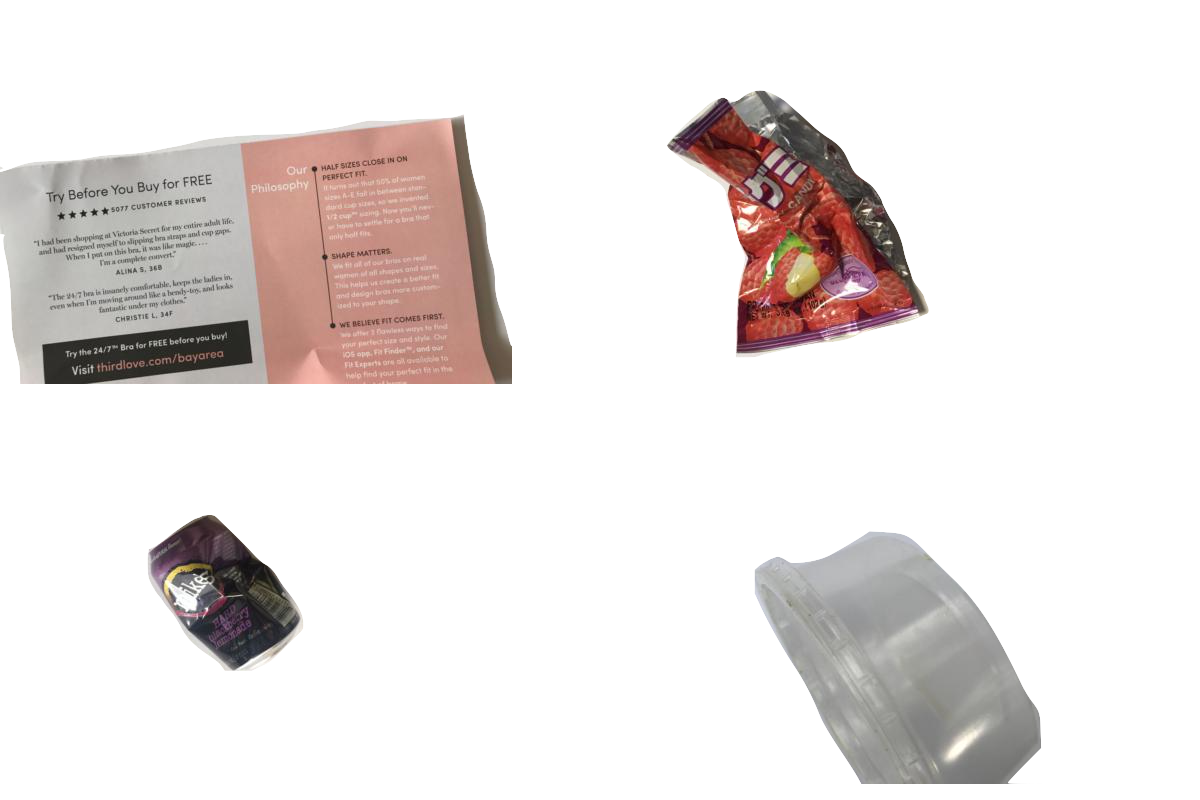 Try Before You Buy for FREE
★★★★★ 5077 CUSTOMER REVIEWS
"I had been shopping at Victoria Secret for my entire adult life,
and had resigned myself to slipping bra straps and cup gaps.
When I put on this bra, it was like magic. . . .
I'm a complete convert."
ALINA S, 36B
"The 24/7 bra is insanely comfortable, keeps the ladies in,
even when I'm moving around like a bendy-toy, and looks
fantastic under my clothes."
CHRISTIE L, 34F
Try the 24/7™ Bra for FREE before you buy!
Visit thirdlove.com/bayarea
Our
Philosophy
HALF SIZES CLOSE IN ON
PERFECT FIT.
It turns out that 50% of women
sizes A-E fall in between stan-
dard cup sizes, so we invented
1/2 cup™ sizing. Now you'll nev-
er have to settle for a bra that
only half fits.
SHAPE MATTERS.
We fit all of our bras on real
women of all shapes and sizes.
This helps us create a better fit
and design bras more custom-
ized to your shape.
WE BELIEVE FIT COMES FIRST.
We offer 3 flawless ways to find
your perfect size and style. Our
iOS app, Fit Finder™, and our
Fit Experts are all available to
help find your perfect fit in the
of home
グミ
mike's
HARD
blackberry
lemonade